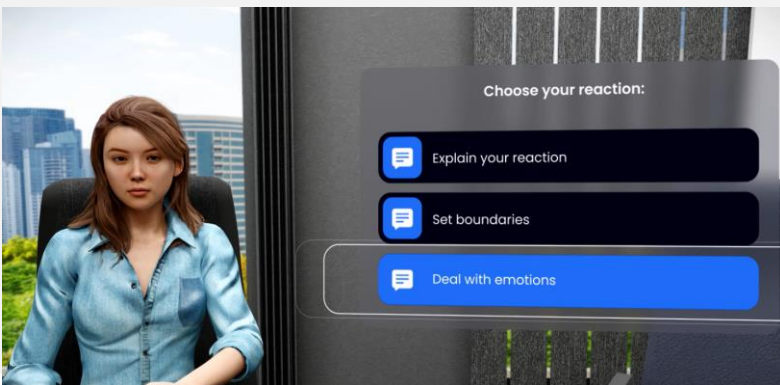 Choose your reaction:
Explain your reaction
Set boundaries
Deal with emotions